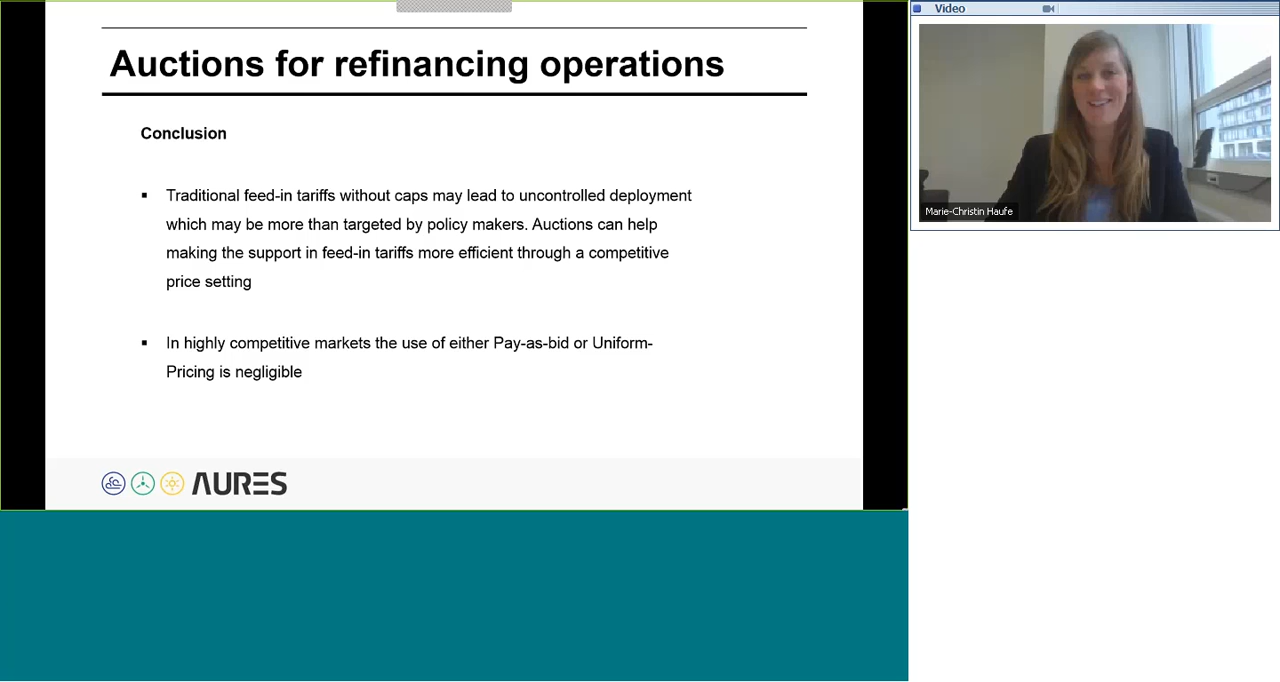 Auctions for refinancing operations
Conclusion
▪ Traditional feed-in tariffs without caps may lead to uncontrolled deployment
which may be more than targeted by policy makers. Auctions can help
making the support in feed-in tariffs more efficient through a competitive
price setting
▪ In highly competitive markets the use of either Pay-as-bid or Uniform-
Pricing is negligible
AURES
Video
Marie-Christin Haufe